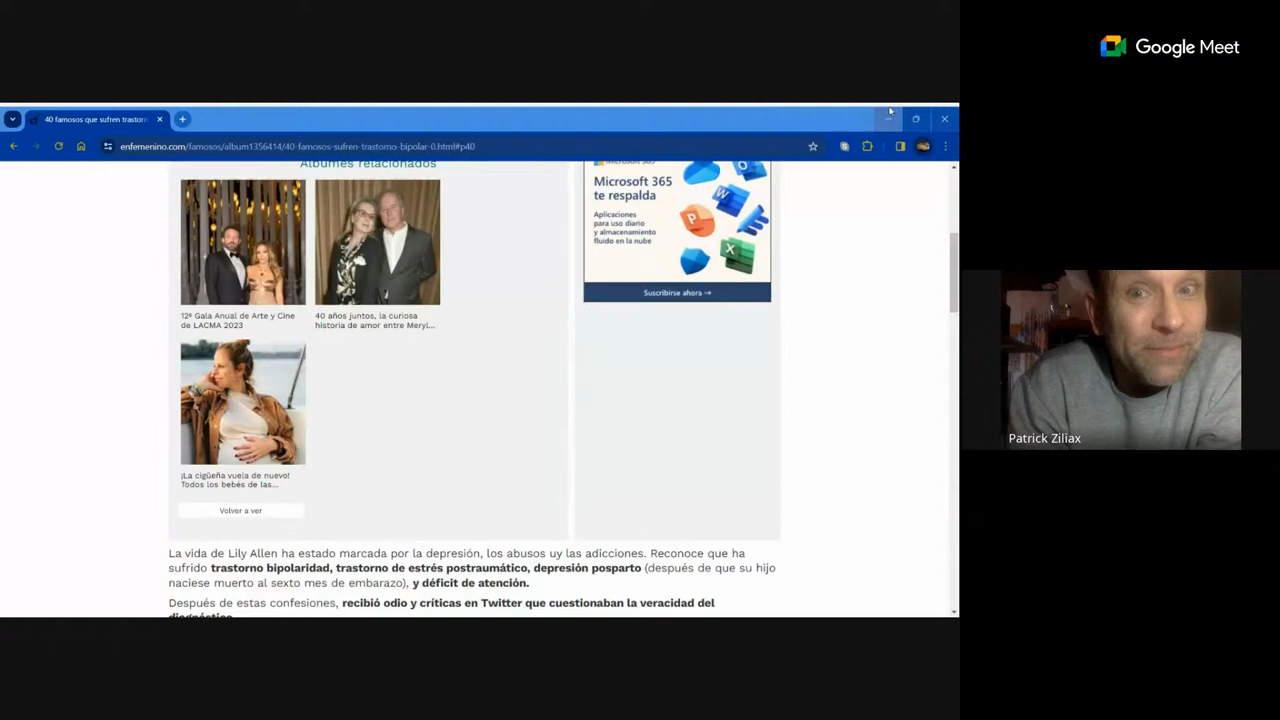 Google Meet
40 famosos que sufren trastorn
enfemenino.com/famosos/album1356414/40-famosos-sufren-trastorno-bipolar-0.html#p40
Álbumes relacionados
12ª Gala Anual de Arte y Cine
de LACMA 2023
40 años juntos, la curiosa
historia de amor entre Meryl...
¡La cigüeña vuela de nuevo!
Todos los bebés de las...
Volver a ver
Microsoft 365
Microsoft 365
te respalda
Aplicaciones
para uso diario
y almacenamiento
fluido en la nube
Suscribirse ahora →
La vida de Lily Allen ha estado marcada por la depresión, los abusos uy las adicciones. Reconoce que ha
sufrido trastorno bipolaridad, trastorno de estrés postraumático, depresión posparto (después de que su hijo
naciese muerto al sexto mes de embarazo), y déficit de atención.
Después de estas confesiones, recibió odio y críticas en Twitter que cuestionaban la veracidad del
diagnóstico.
Patrick Ziliax